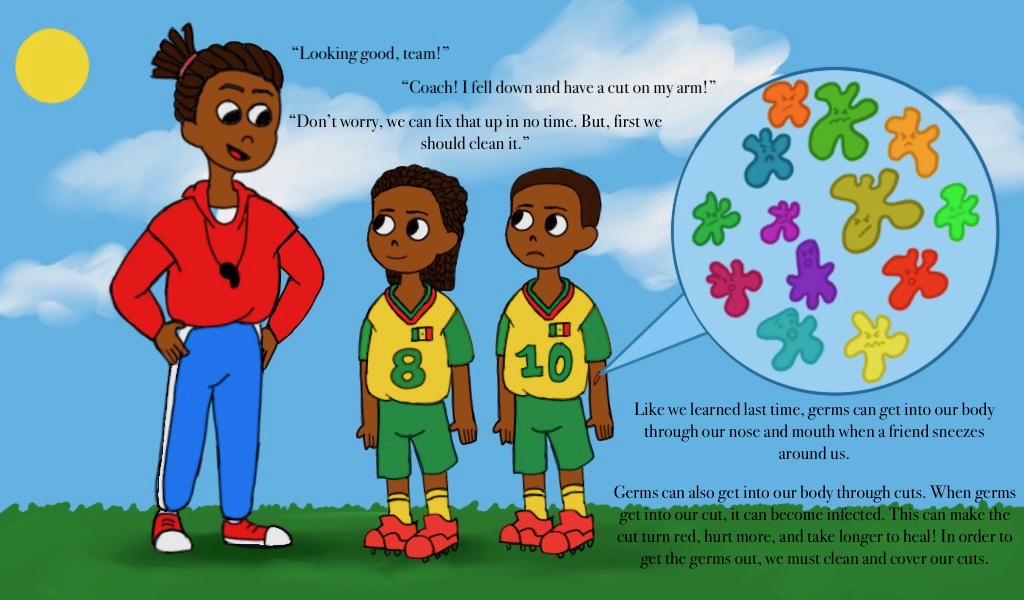 “Looking good, team!”
“Coach! I fell down and have a cut on my arm!”
“Don’t worry, we can fix that up in no time. But, first we
should clean it.”
8
10
Like we learned last time, germs can get into our body
through our nose and mouth when a friend sneezes
around us.
Germs can also get into our body through cuts. When germs
get into our cut, it can become infected. This can make the
cut turn red, hurt more, and take longer to heal! In order to
get the germs out, we must clean and cover our cuts.